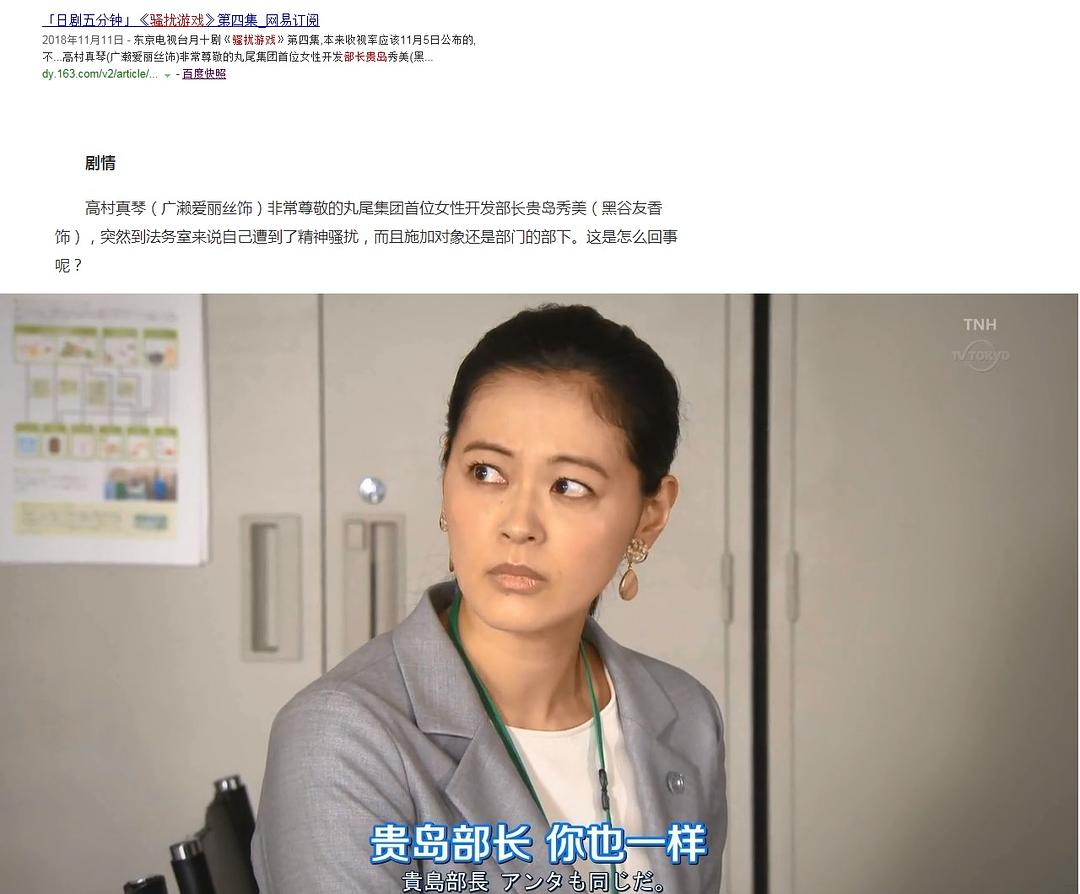 「日剧五分钟」《骚扰游戏》第四集_网易订阅
2018年11月11日 - 东京电视台月十剧《骚扰游戏》第四集,本来收视率应该11月5日公布的,
不...高村真琴(广濑爱丽丝饰)非常尊敬的丸尾集团首位女性开发部长贵岛秀美(黑...
dy.163.com/v2/article/... - 百度快照
剧情
高村真琴（广濑爱丽丝饰）非常尊敬的丸尾集团首位女性开发部长贵岛秀美（黑谷友香
饰），突然到法务室来说自己遭到了精神骚扰，而且施加对象还是部门的部下。这是怎么回事
呢？
TNH
TV TOKYO
贵岛部长 你也一样
貴島部長 アンタも同じだ。